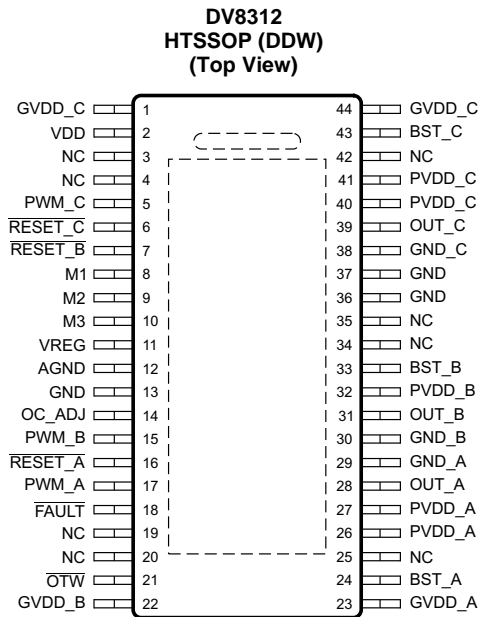 DV8312
HTSSOP (DDW)
(Top View)
GVDD_C 1 44 GVDD_C
VDD 2 43 BST_C
NC 3 42 NC
NC 4 41 PVDD_C
PWM_C 5 40 PVDD_C
RESET_C 6 39 OUT_C
RESET_B 7 38 GND_C
M1 8 37 GND
M2 9 36 GND
M3 10 35 NC
VREG 11 34 NC
AGND 12 33 BST_B
GND 13 32 PVDD_B
OC_ADJ 14 31 OUT_B
PWM_B 15 30 GND_B
RESET_A 16 29 GND_A
PWM_A 17 28 OUT_A
FAULT 18 27 PVDD_A
NC 19 26 PVDD_A
NC 20 25 NC
OTW 21 24 BST_A
GVDD_B 22 23 GVDD_A